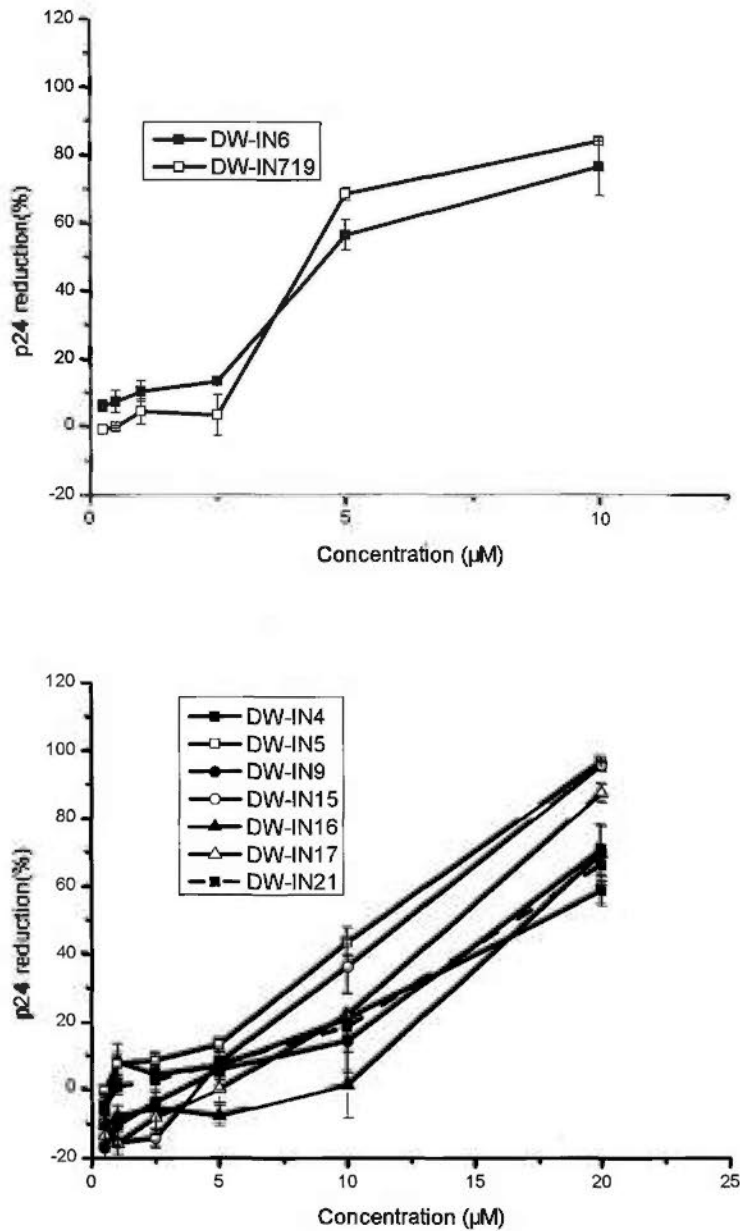 120
100
80
60
40
20
0
-20
p24 reduction(%)
DW-IN6
DW-IN719
0
5
10
Concentration (µM)
120
100
80
60
40
20
0
-20
p24 reduction(%)
DW-IN4
DW-IN5
DW-IN9
DW-IN15
DW-IN16
DW-IN17
DW-IN21
0
5
10
15
20
25
Concentration (µM)